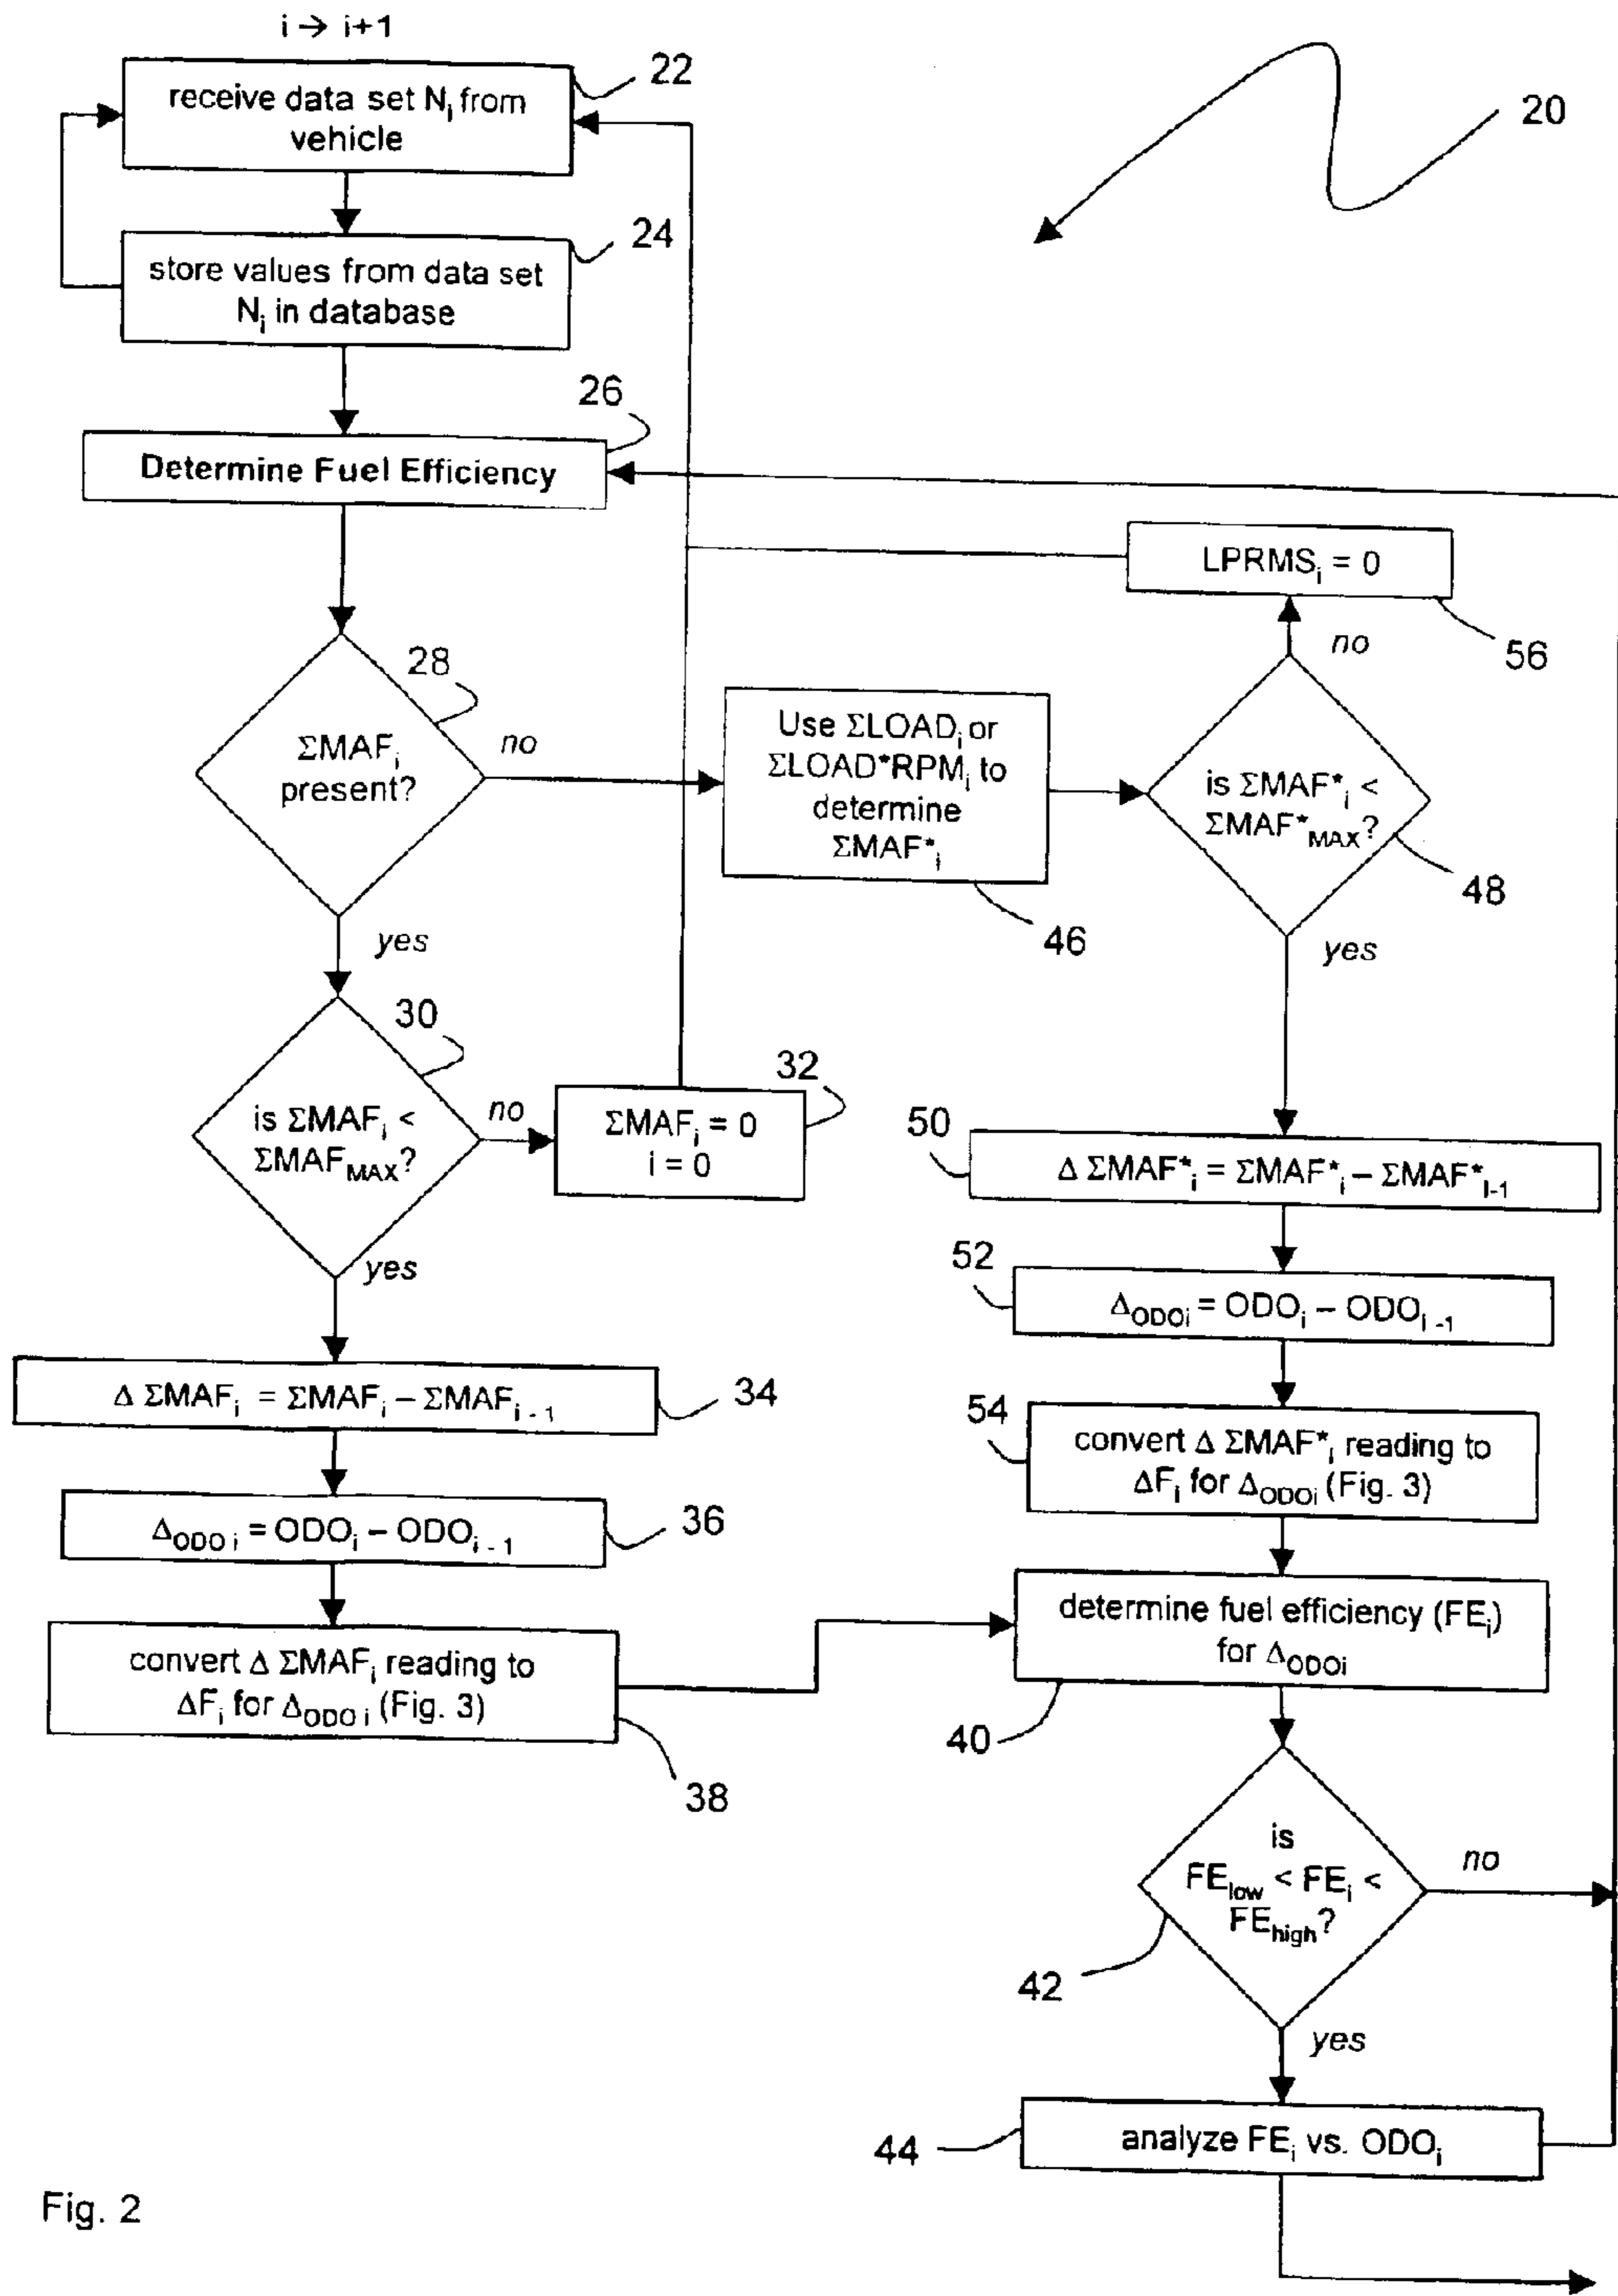 i → i+1
22
receive data set Nᵢ from
vehicle
20
24
store values from data set
Nᵢ in database
26
Determine Fuel Efficiency
LPRMSᵢ = 0
56
no
28
ΣMAFᵢ
present?
no
Use ΣLOADᵢ or
ΣLOAD*RPMᵢ to
determine
ΣMAF*ᵢ
46
is ΣMAF*ᵢ <
ΣMAF*MAX?
48
yes
yes
30
is ΣMAFᵢ <
ΣMAFMAX?
no
32
ΣMAFᵢ = 0
i = 0
yes
50
Δ ΣMAF*ᵢ = ΣMAF*ᵢ – ΣMAF*I-1
52
ΔODOi = ODOᵢ – ODOi -1
34
Δ ΣMAFᵢ = ΣMAFᵢ – ΣMAFi - 1
54
convert Δ ΣMAF*ᵢ reading to
ΔFᵢ for ΔODOi (Fig. 3)
36
ΔODO i = ODOᵢ – ODOi - 1
38
convert Δ ΣMAFᵢ reading to
ΔFᵢ for ΔODO i (Fig. 3)
determine fuel efficiency (FEᵢ)
for ΔODOi
40
is
FElow < FEᵢ <
FEhigh?
no
42
yes
44
analyze FEᵢ vs. ODOᵢ
Fig. 2